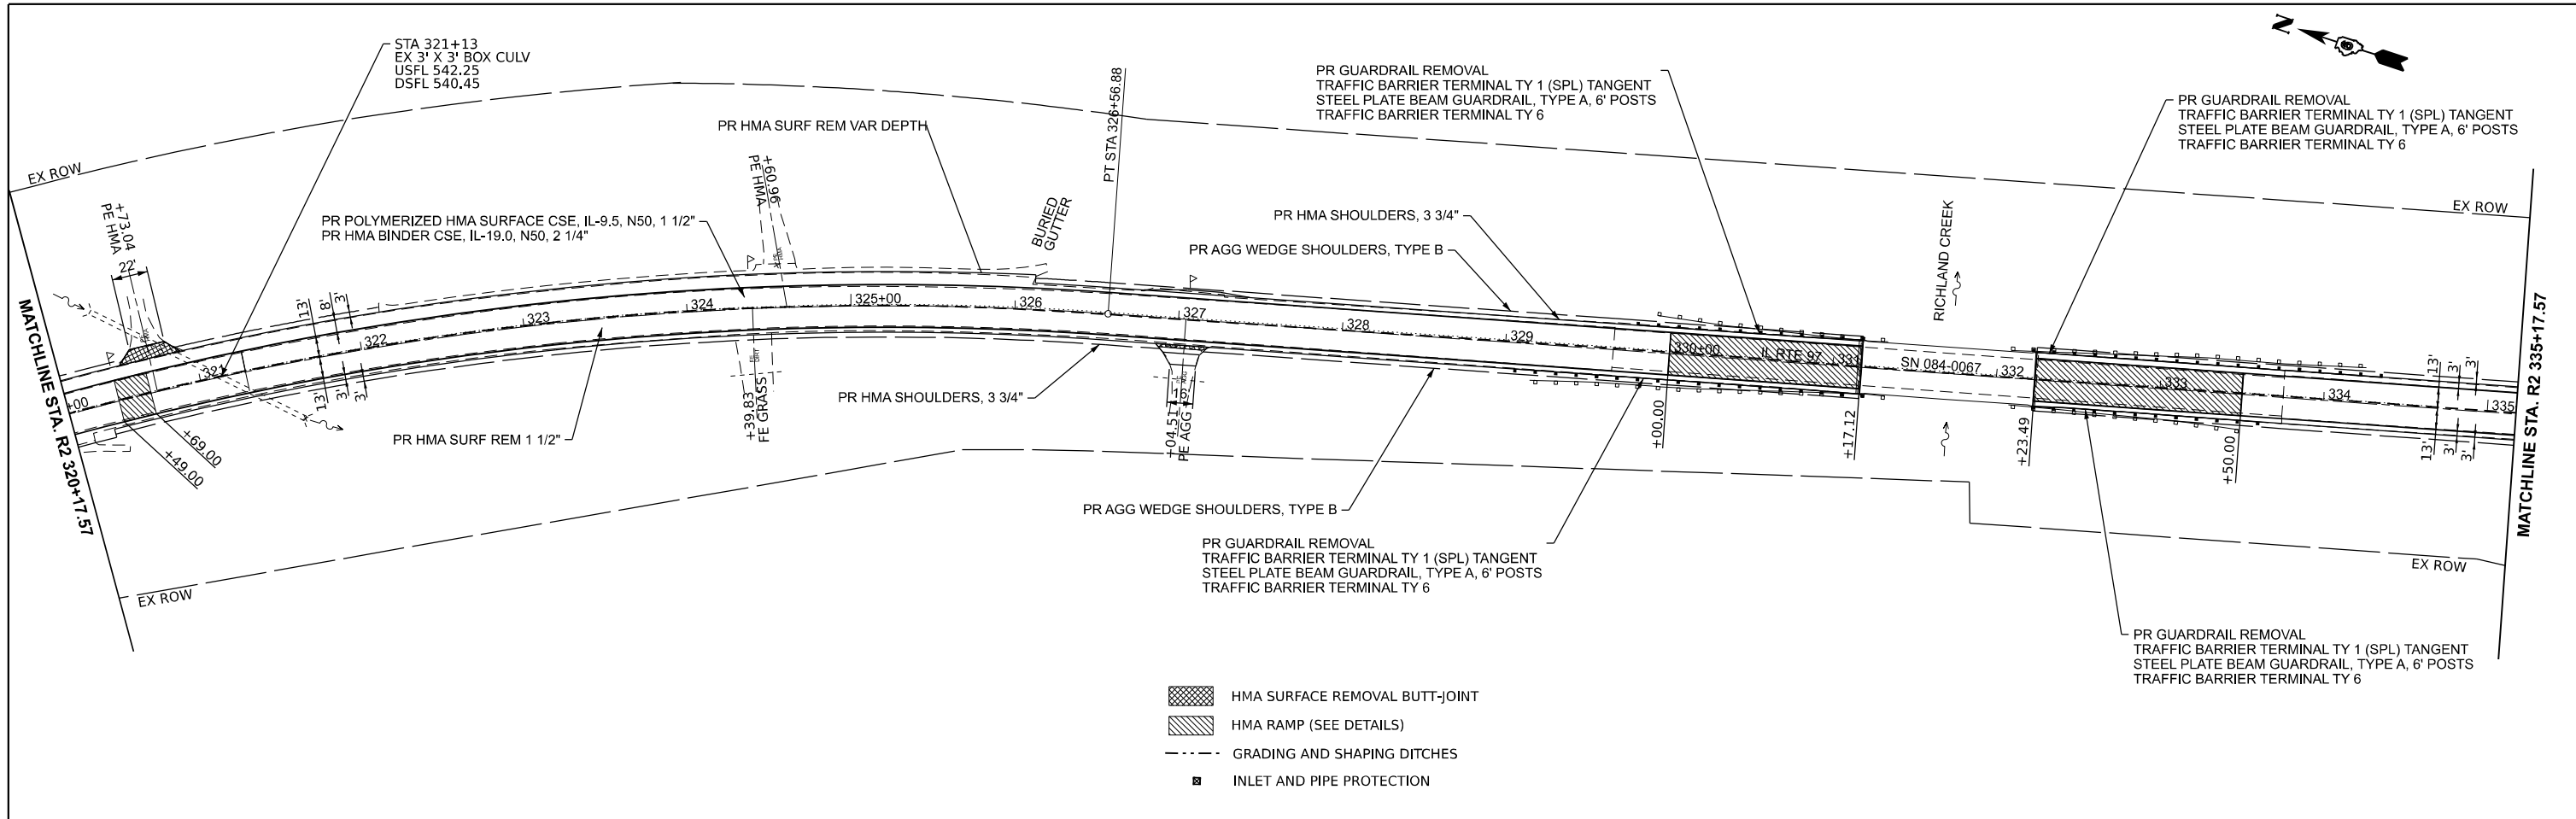 STA 321+13
EX 3' X 3' BOX CULV
USFL 542.25
DSFL 540.45
N
EX ROW
+73.04
PE HMA
22'
PR HMA SURF REM VAR DEPTH
+60.96
PE HMA
PR POLYMERIZED HMA SURFACE CSE, IL-9.5, N50, 1 1/2"
PR HMA BINDER CSE, IL-19.0, N50, 2 1/4"
BURIED
GUTTER
PT STA 326+56.88
PR GUARDRAIL REMOVAL
TRAFFIC BARRIER TERMINAL TY 1 (SPL) TANGENT
STEEL PLATE BEAM GUARDRAIL, TYPE A, 6' POSTS
TRAFFIC BARRIER TERMINAL TY 6
PR GUARDRAIL REMOVAL
TRAFFIC BARRIER TERMINAL TY 1 (SPL) TANGENT
STEEL PLATE BEAM GUARDRAIL, TYPE A, 6' POSTS
TRAFFIC BARRIER TERMINAL TY 6
PR HMA SHOULDERS, 3 3/4"
PR AGG WEDGE SHOULDERS, TYPE B
RICHLAND CREEK
EX ROW
MATCHLINE STA. R2 320+17.57
+00
321
322
323
324
325+00
326
327
328
329
330+00
IL RTE 97
331
SN 084-0067
332
333
334
335
MATCHLINE STA. R2 335+17.57
13'
8'
3'
13'
3'
3'
13'
3'
3'
13'
3'
3'
+69.00
+49.00
PR HMA SURF REM 1 1/2"
+39.83
FE GRASS
PR HMA SHOULDERS, 3 3/4"
16'
+04.51
PE AGG
+00.00
+17.12
+23.49
+50.00
EX ROW
PR AGG WEDGE SHOULDERS, TYPE B
PR GUARDRAIL REMOVAL
TRAFFIC BARRIER TERMINAL TY 1 (SPL) TANGENT
STEEL PLATE BEAM GUARDRAIL, TYPE A, 6' POSTS
TRAFFIC BARRIER TERMINAL TY 6
EX ROW
PR GUARDRAIL REMOVAL
TRAFFIC BARRIER TERMINAL TY 1 (SPL) TANGENT
STEEL PLATE BEAM GUARDRAIL, TYPE A, 6' POSTS
TRAFFIC BARRIER TERMINAL TY 6
HMA SURFACE REMOVAL BUTT-JOINT
HMA RAMP (SEE DETAILS)
GRADING AND SHAPING DITCHES
INLET AND PIPE PROTECTION